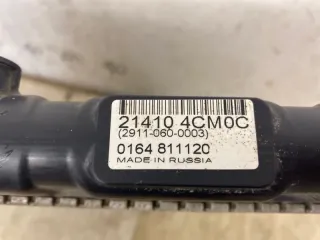 21410 4CM0C
(2911-060-0003)
0164 811120
MADE IN RUSSIA